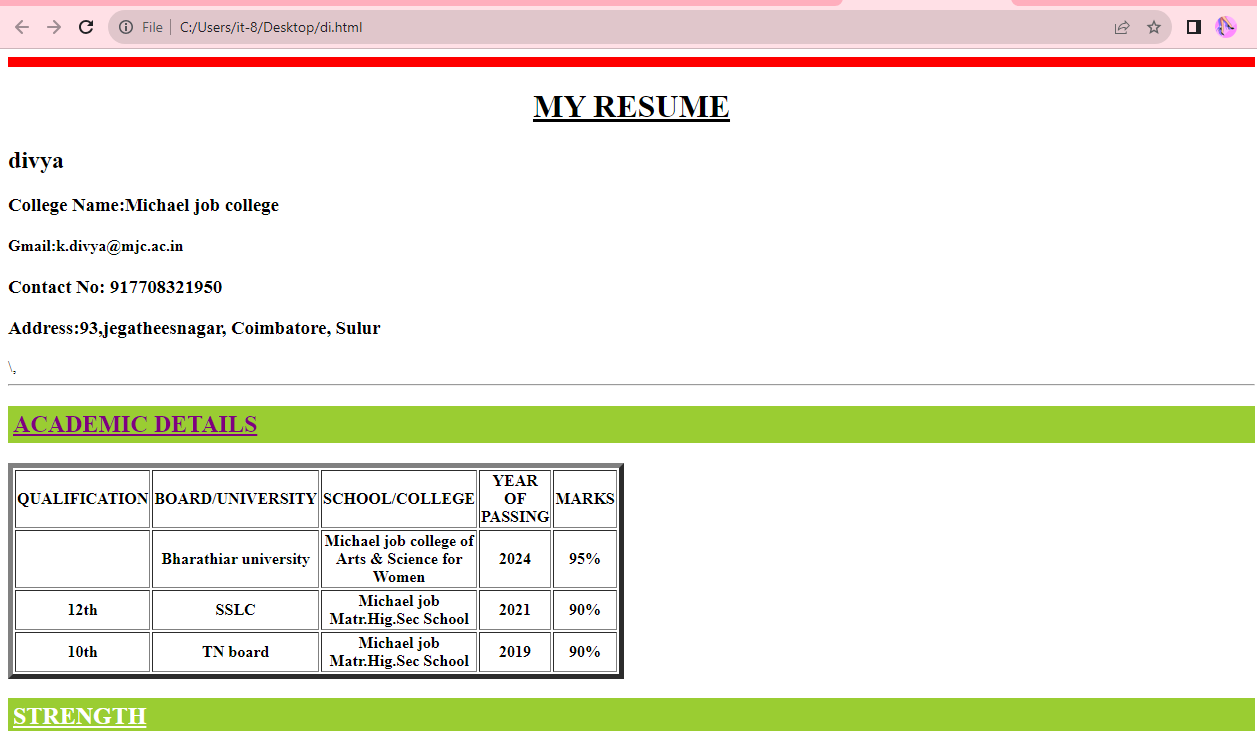 File C:/Users/it-8/Desktop/di.html
MY RESUME
divya
College Name:Michael job college
Gmail:k.divya@mjc.ac.in
Contact No: 917708321950
Address:93,jegatheesnagar, Coimbatore, Sulur
\,
ACADEMIC DETAILS
QUALIFICATION BOARD/UNIVERSITY SCHOOL/COLLEGE YEAR OF PASSING MARKS
Bharathiar university Michael job college of Arts & Science for Women 2024 95%
12th SSLC Michael job Matr.Hig.Sec School 2021 90%
10th TN board Michael job Matr.Hig.Sec School 2019 90%
STRENGTH